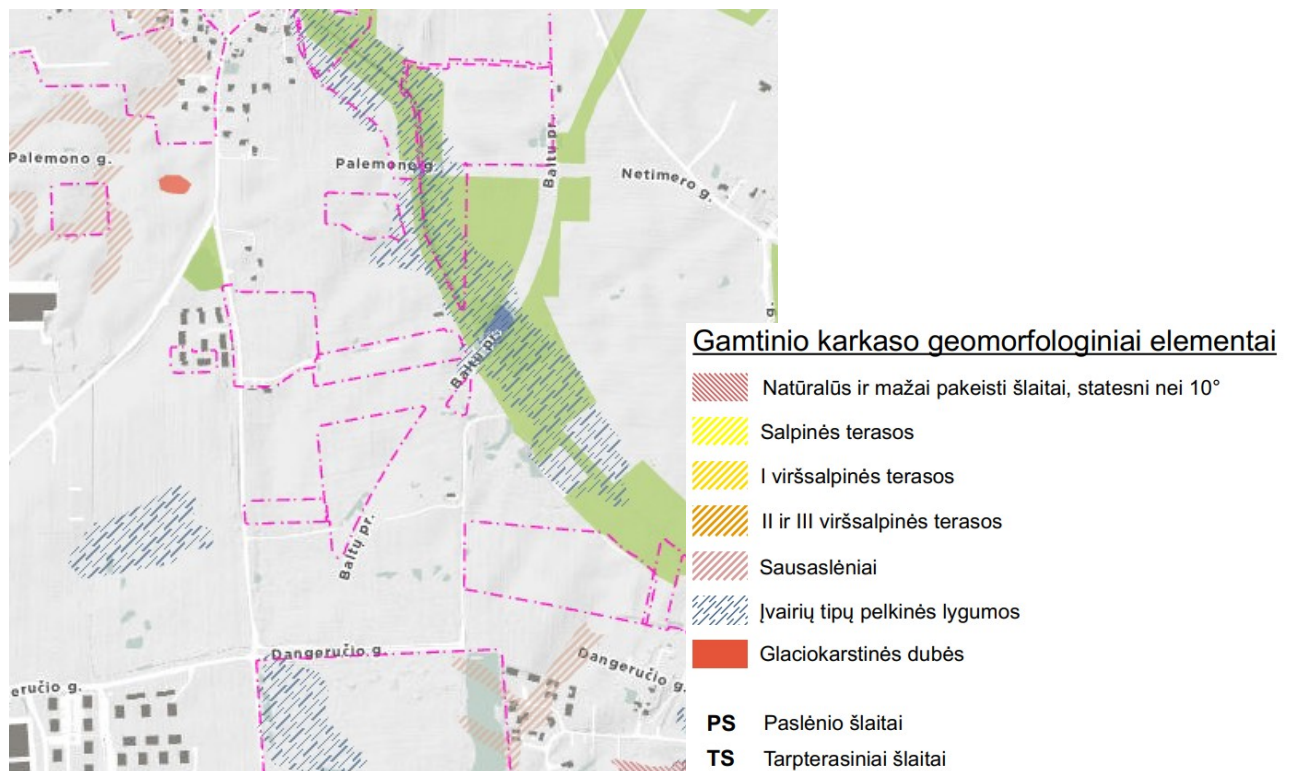 Palemono g.
Palemono g.
Baltų pr.
Netimero g.
g.
Baltų pr.
Baltų pr.
Dangeručio g.
Dangeručio g.
eručio g.
Gamtinio karkaso geomorfologiniai elementai
Natūralūs ir mažai pakeisti šlaitai, statesni nei 10°
Salpinės terasos
I viršsalpinės terasos
II ir III viršsalpinės terasos
Sausaslėniai
Įvairių tipų pelkinės lygumos
Glaciokarstinės dubės
PS Paslėnio šlaitai
TS Tarpterasiniai šlaitai